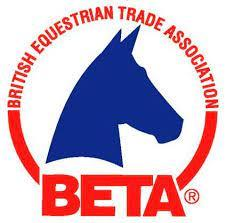 BRITISH EQUESTRIAN TRADE ASSOCIATION
BETA®